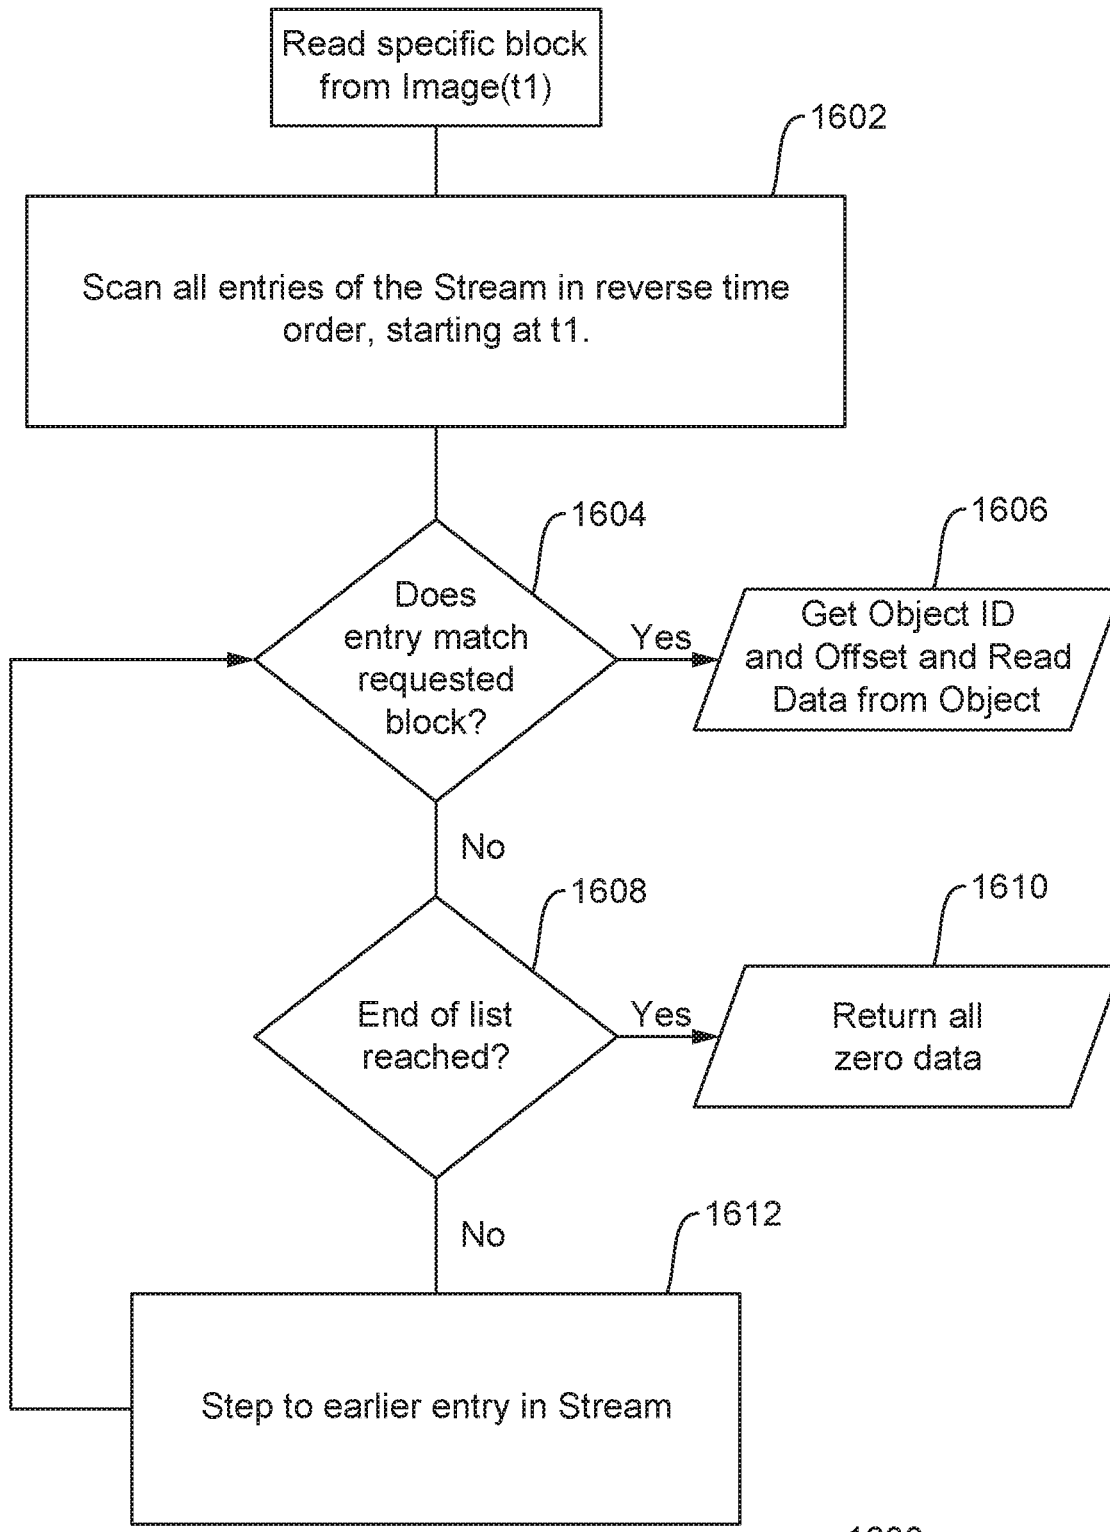 Read specific block
from Image(t1)
1602
Scan all entries of the Stream in reverse time
order, starting at t1.
1604
Does
entry match
requested
block?
Yes
1606
Get Object ID
and Offset and Read
Data from Object
No
1608
End of list
reached?
Yes
1610
Return all
zero data
No
1612
Step to earlier entry in Stream